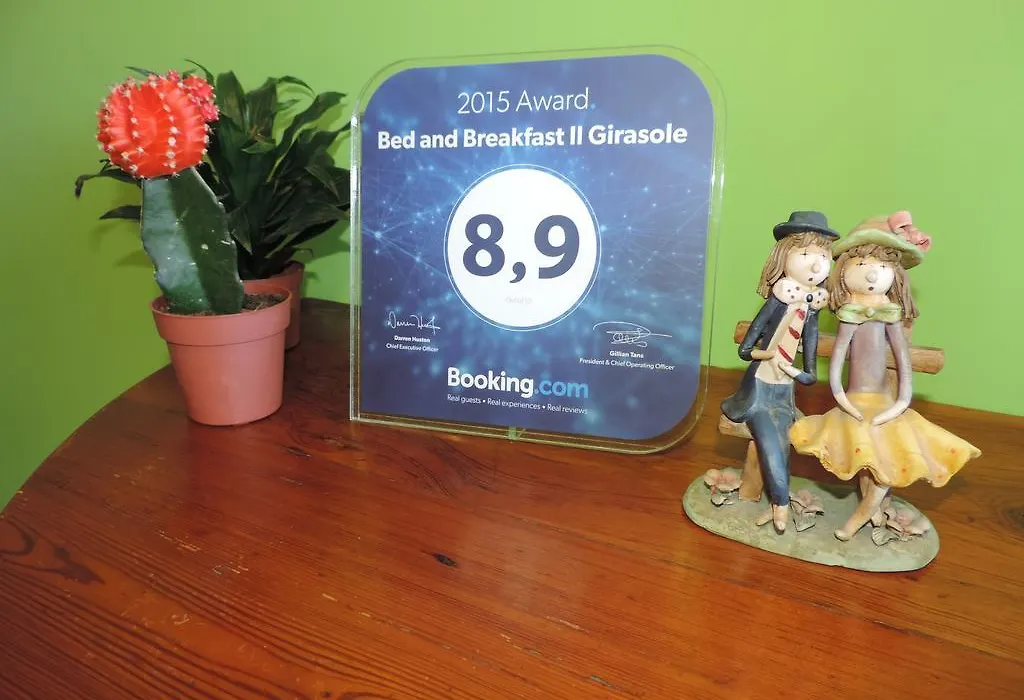 2015 Award
Bed and Breakfast Il Girasole
8,9
Darren Huston
Chief Executive Officer
Gillian Tans
President & Chief Operating Officer
Booking.com
Real guests • Real experiences • Real reviews